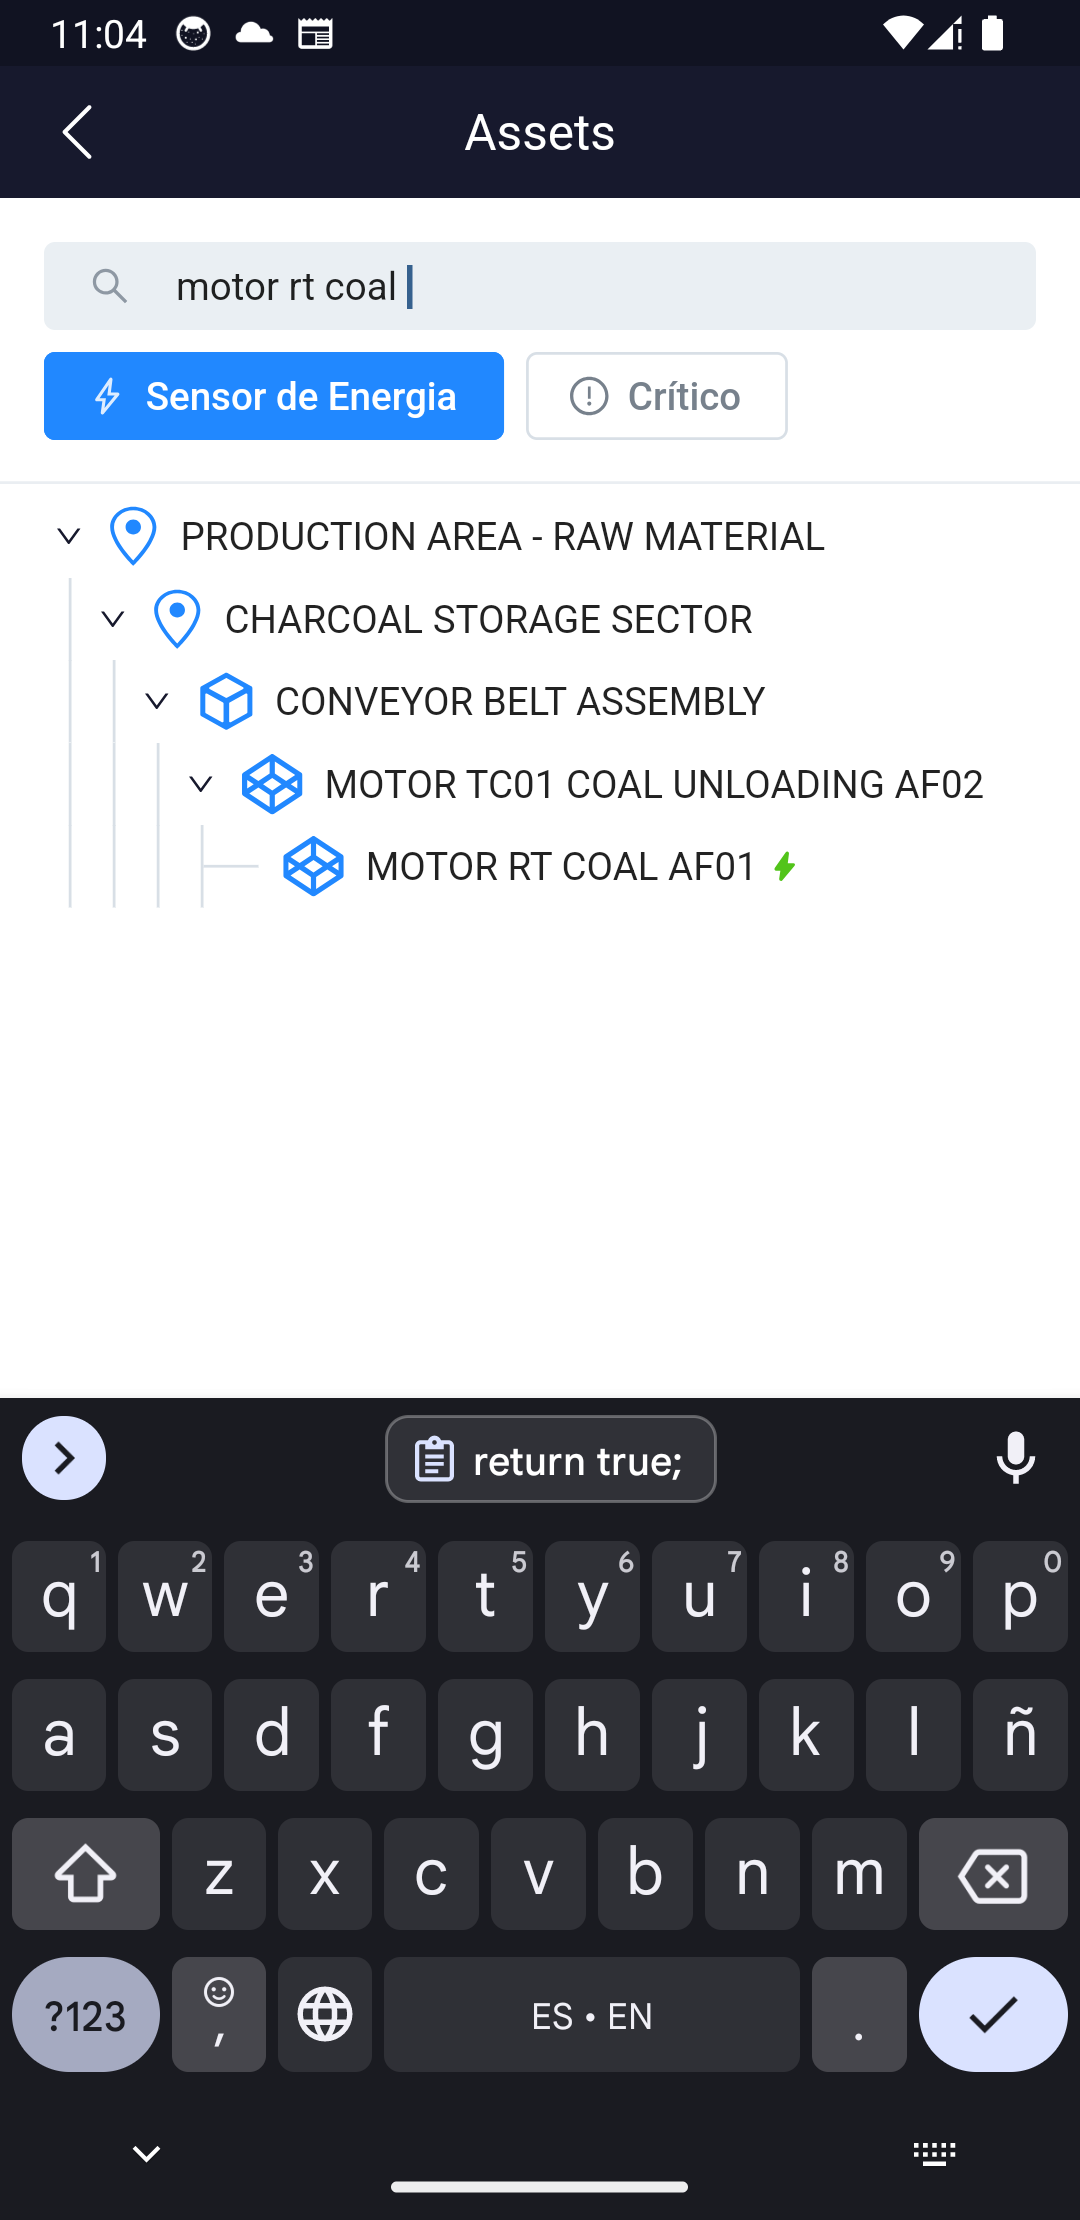 11:04
Assets
motor rt coal
Sensor de Energia
Crítico
PRODUCTION AREA - RAW MATERIAL
CHARCOAL STORAGE SECTOR
CONVEYOR BELT ASSEMBLY
MOTOR TC01 COAL UNLOADING AF02
MOTOR RT COAL AF01
return true;
1 2 3 4 5 6 7 8 9 0
q w e r t y u i o p
a s d f g h j k l ñ
z x c v b n m
?123 , ES • EN .